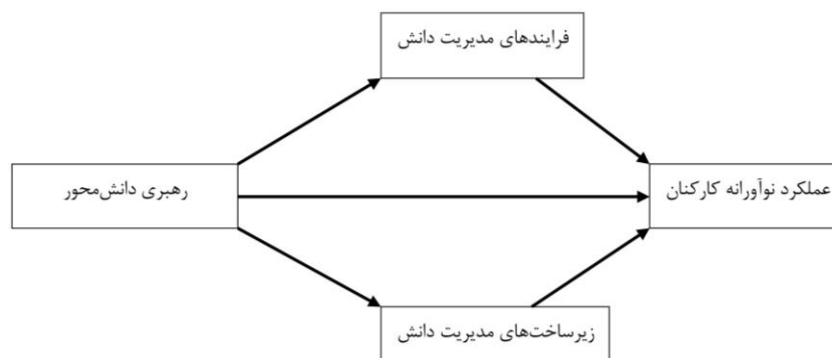 فرایندهای مدیریت دانش
رهبری دانش‌محور
عملکرد نوآورانه کارکنان
زیرساخت‌های مدیریت دانش